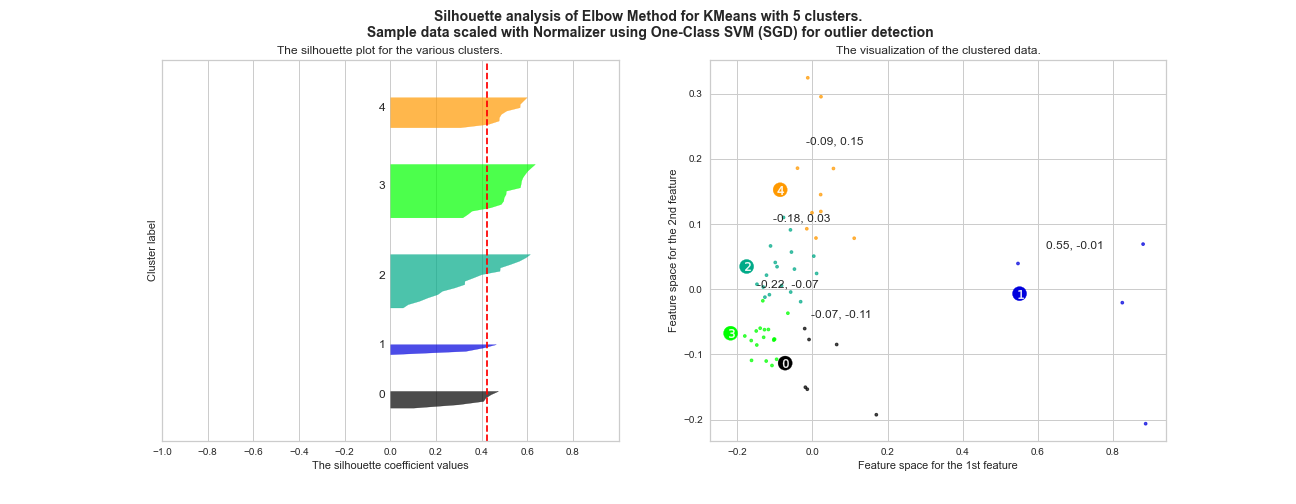 Silhouette analysis of Elbow Method for KMeans with 5 clusters.
Sample data scaled with Normalizer using One-Class SVM (SGD) for outlier detection
The silhouette plot for the various clusters.
Cluster label
4
3
2
1
0
−1.0 −0.8 −0.6 −0.4 −0.2 0.0 0.2 0.4 0.6 0.8
The silhouette coefficient values
The visualization of the clustered data.
Feature space for the 2nd feature
0.3
0.2
0.1
0.0
−0.1
−0.2
-0.09, 0.15
4
-0.18, 0.03
2
0.55, -0.01
1
-0.22, -0.07
3
-0.07, -0.11
0
−0.2 0.0 0.2 0.4 0.6 0.8
Feature space for the 1st feature